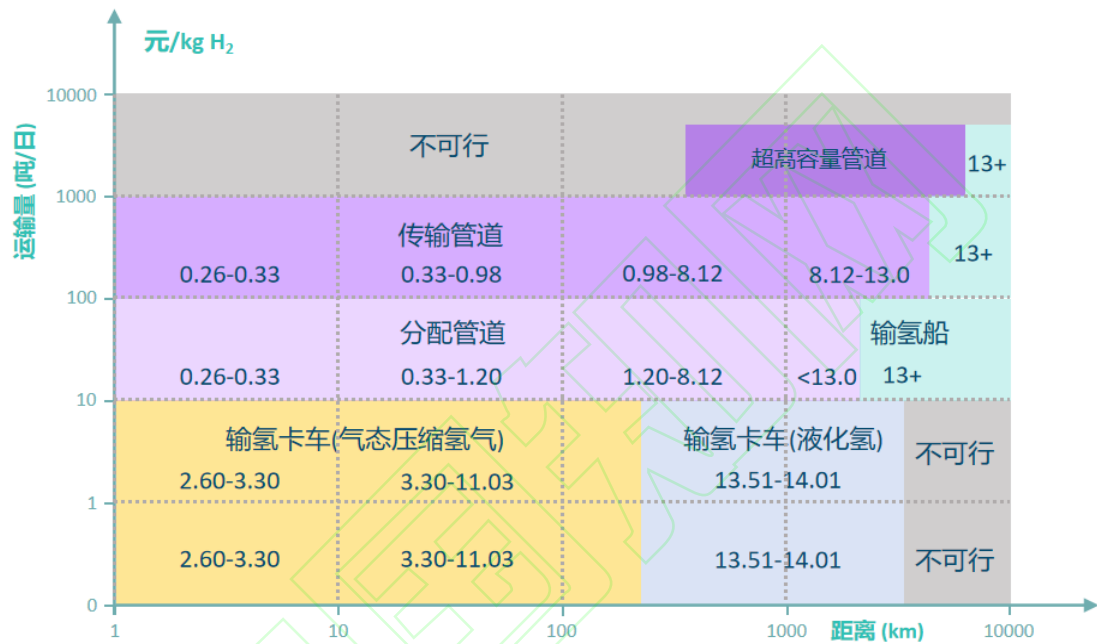 元/kg H₂
运输量 (吨/日)
10000
不可行
超高容量管道
13+
1000
传输管道
13+
0.26-0.33 0.33-0.98 0.98-8.12 8.12-13.0
100
分配管道 输氢船
0.26-0.33 0.33-1.20 1.20-8.12 <13.0 13+
10
输氢卡车(气态压缩氢气) 输氢卡车(液化氢) 不可行
2.60-3.30 3.30-11.03 13.51-14.01
1
2.60-3.30 3.30-11.03 13.51-14.01 不可行
0
1 10 100 1000 距离 (km) 10000